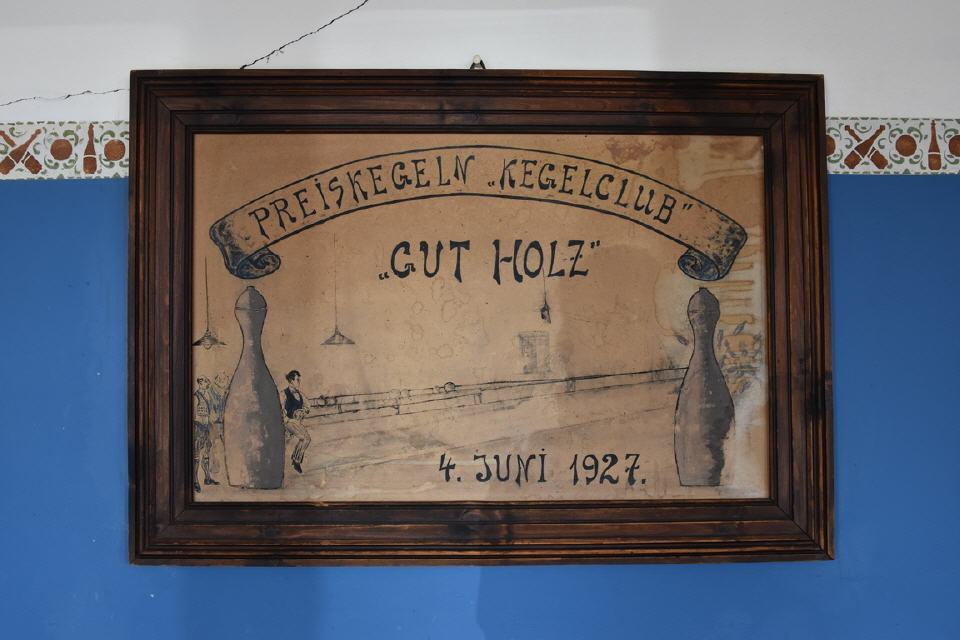 PREISKEGELN „KEGELCLUB"
„GUT HOLZ"
4. JUNI 1927.